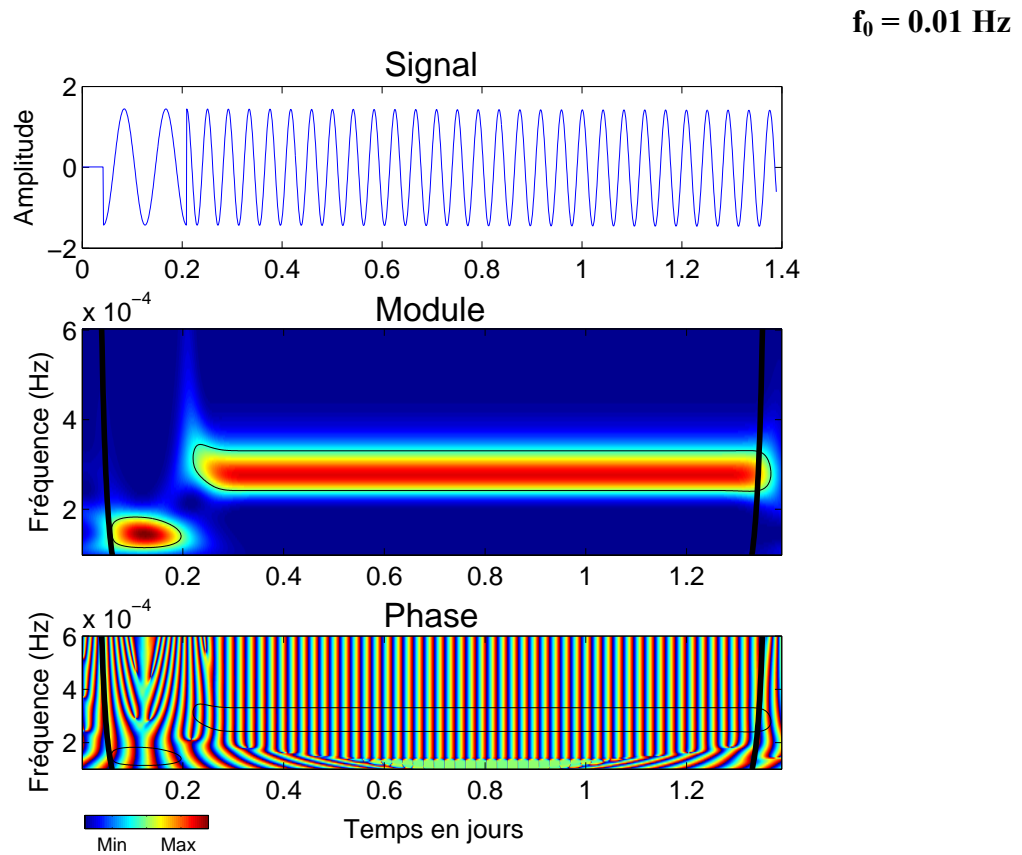 f₀ = 0.01 Hz
Signal
Amplitude
2
0
−2
0 0.2 0.4 0.6 0.8 1 1.2 1.4
Module
x 10⁻⁴
Fréquence (Hz)
6
4
2
0.2 0.4 0.6 0.8 1 1.2
Phase
x 10⁻⁴
Fréquence (Hz)
6
4
2
0.2 0.4 0.6 0.8 1 1.2
Temps en jours
Min Max